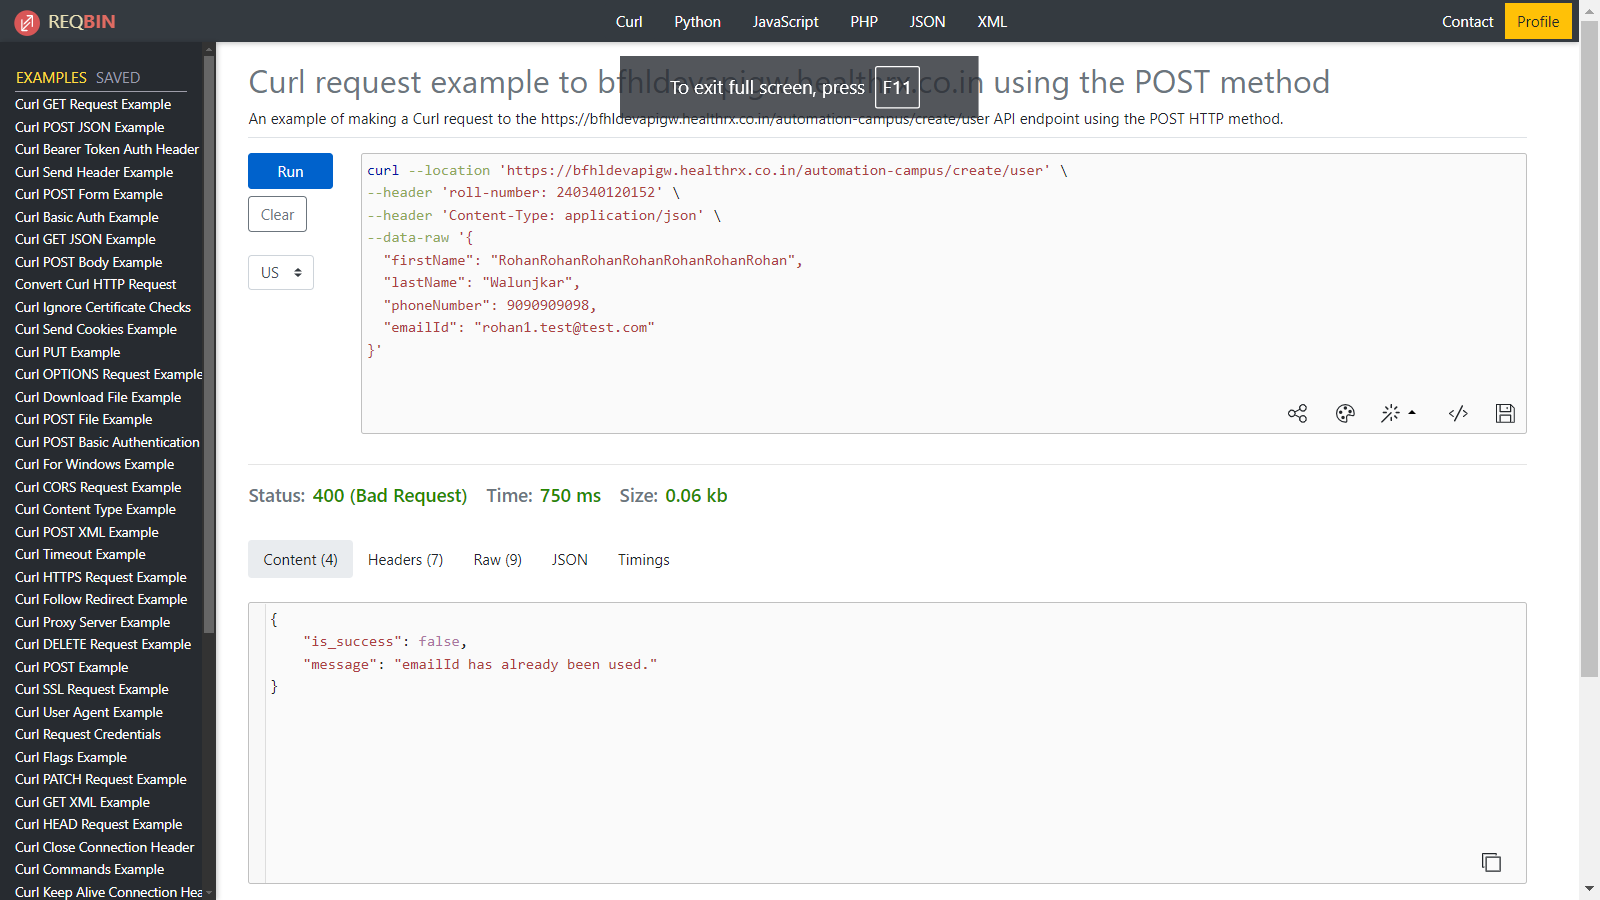 REQBIN
Curl Python JavaScript PHP JSON XML
Contact Profile
EXAMPLES SAVED
Curl GET Request Example
Curl POST JSON Example
Curl Bearer Token Auth Header
Curl Send Header Example
Curl POST Form Example
Curl Basic Auth Example
Curl GET JSON Example
Curl POST Body Example
Convert Curl HTTP Request
Curl Ignore Certificate Checks
Curl Send Cookies Example
Curl PUT Example
Curl OPTIONS Request Example
Curl Download File Example
Curl POST File Example
Curl POST Basic Authentication
Curl For Windows Example
Curl CORS Request Example
Curl Content Type Example
Curl POST XML Example
Curl Timeout Example
Curl HTTPS Request Example
Curl Follow Redirect Example
Curl Proxy Server Example
Curl DELETE Request Example
Curl POST Example
Curl SSL Request Example
Curl User Agent Example
Curl Request Credentials
Curl Flags Example
Curl PATCH Request Example
Curl GET XML Example
Curl HEAD Request Example
Curl Close Connection Header
Curl Commands Example
Curl Keep Alive Connection Hea
Curl request example to bfhldevapigw.healthrx.co.in using the POST method
To exit full screen, press F11
An example of making a Curl request to the https://bfhldevapigw.healthrx.co.in/automation-campus/create/user API endpoint using the POST HTTP method.
Run
Clear
US
curl --location 'https://bfhldevapigw.healthrx.co.in/automation-campus/create/user' \
--header 'roll-number: 240340120152' \
--header 'Content-Type: application/json' \
--data-raw '{
"firstName": "RohanRohanRohanRohanRohanRohanRohan",
"lastName": "Walunjkar",
"phoneNumber": 9090909098,
"emailId": "rohan1.test@test.com"
}'
Status: 400 (Bad Request) Time: 750 ms Size: 0.06 kb
Content (4) Headers (7) Raw (9) JSON Timings
{
"is_success": false,
"message": "emailId has already been used."
}